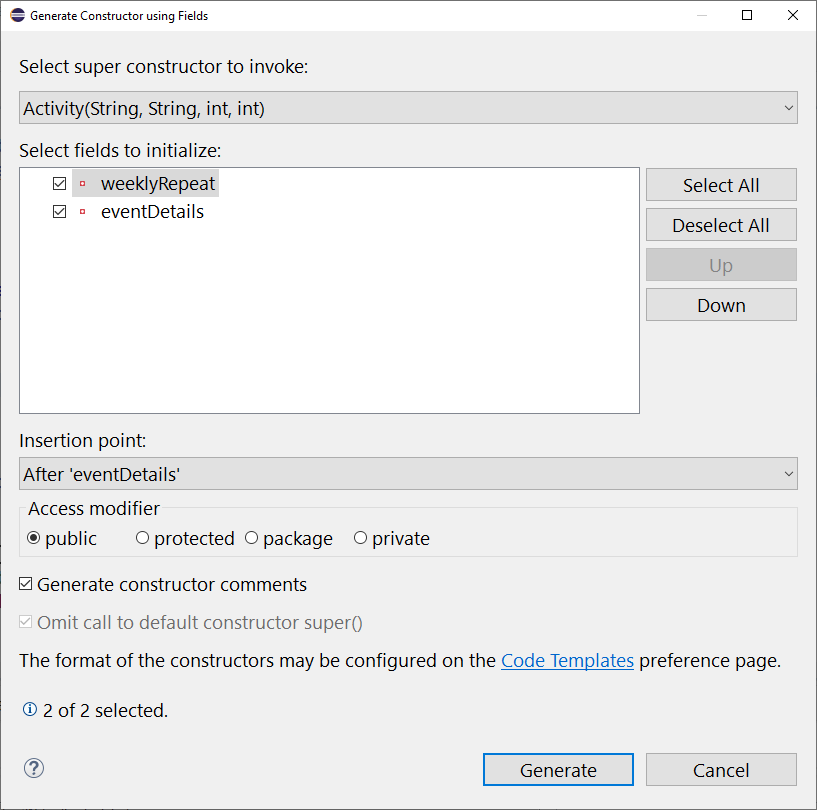 Generate Constructor using Fields
Select super constructor to invoke:
Activity(String, String, int, int)
Select fields to initialize:
weeklyRepeat
eventDetails
Select All
Deselect All
Up
Down
Insertion point:
After 'eventDetails'
Access modifier
public protected package private
Generate constructor comments
Omit call to default constructor super()
The format of the constructors may be configured on the Code Templates preference page.
2 of 2 selected.
Generate Cancel